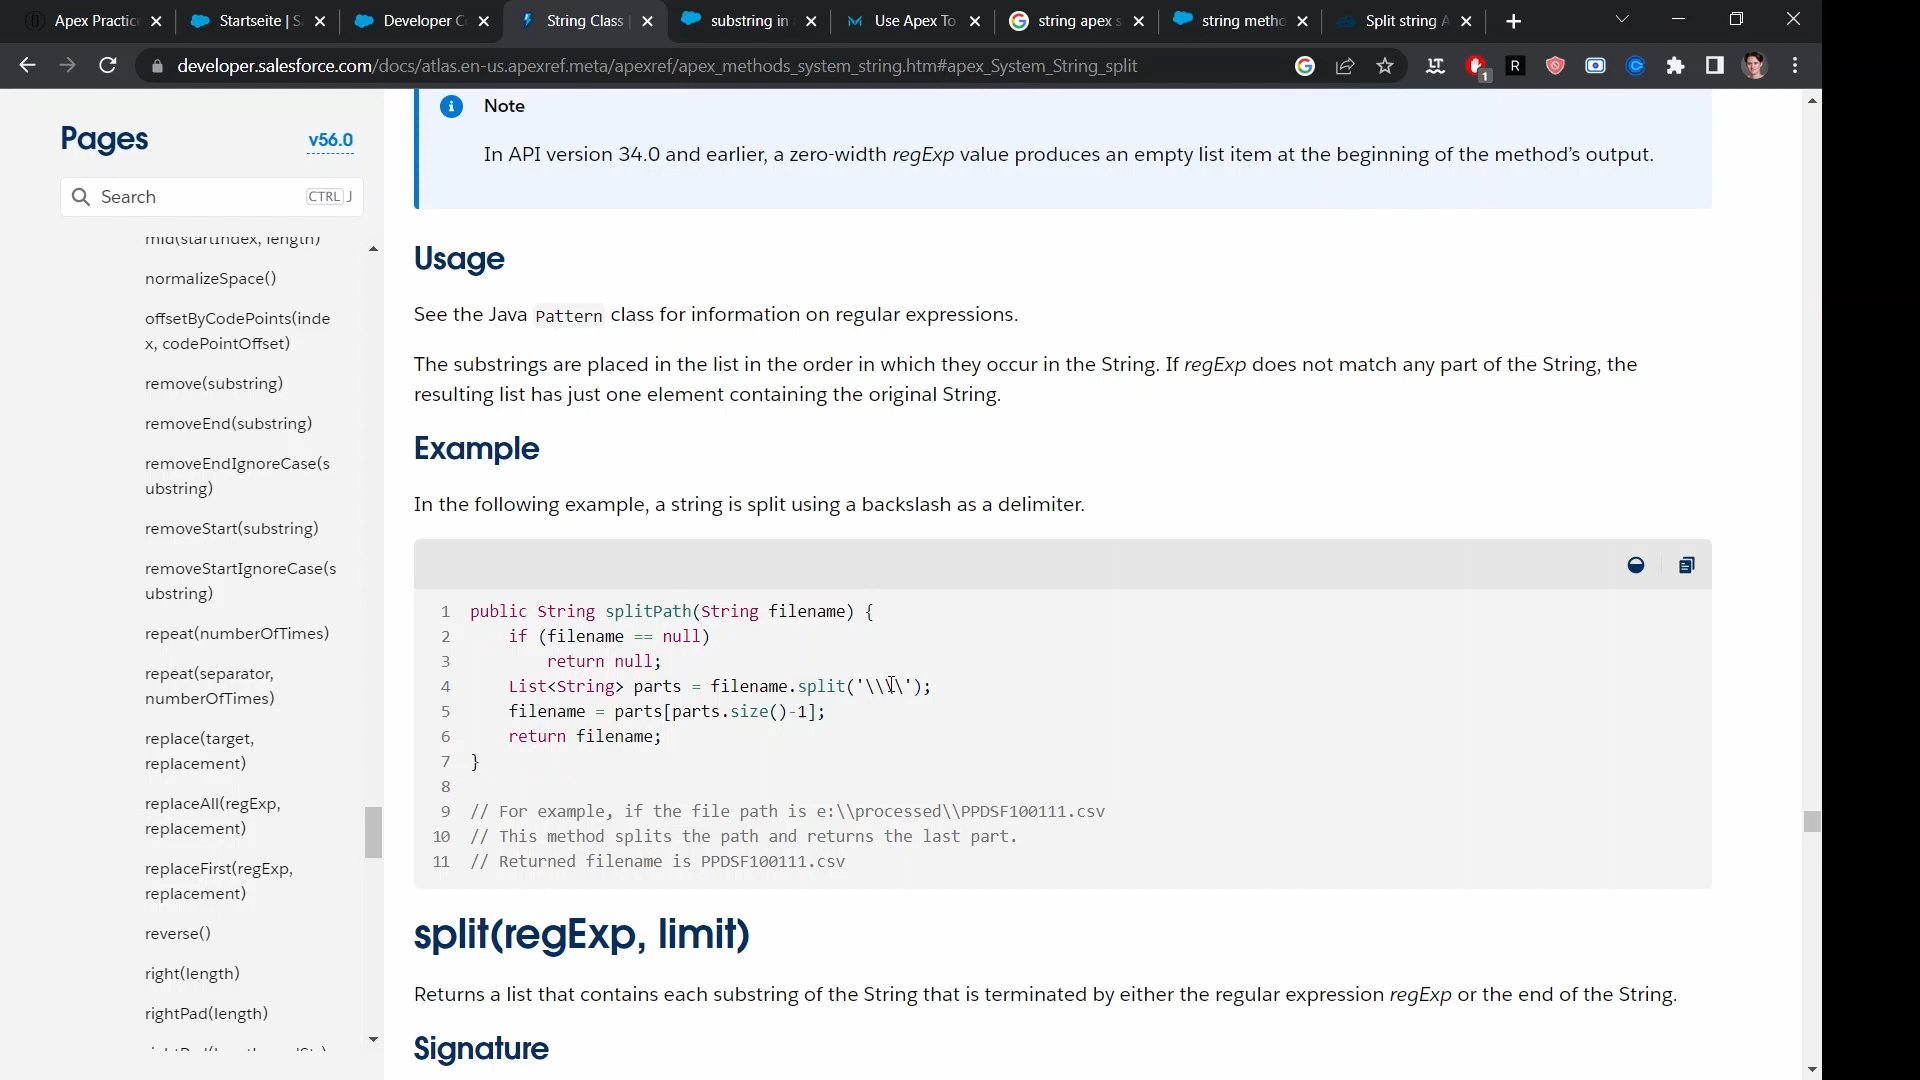 Apex Practic
Startseite | S
Developer C
String Class
substring in
Use Apex To
string apex s
string metho
Split string A
developer.salesforce.com/docs/atlas.en-us.apexref.meta/apexref/apex_methods_system_string.htm#apex_System_String_split
1
R
Pages
v56.0
Search
CTRL J
mid(startIndex, length)
normalizeSpace()
offsetByCodePoints(inde
x, codePointOffset)
remove(substring)
removeEnd(substring)
removeEndIgnoreCase(s
ubstring)
removeStart(substring)
removeStartIgnoreCase(s
ubstring)
repeat(numberOfTimes)
repeat(separator,
numberOfTimes)
replace(target,
replacement)
replaceAll(regExp,
replacement)
replaceFirst(regExp,
replacement)
reverse()
right(length)
rightPad(length)
Note
In API version 34.0 and earlier, a zero-width regExp value produces an empty list item at the beginning of the method's output.
Usage
See the Java Pattern class for information on regular expressions.
The substrings are placed in the list in the order in which they occur in the String. If regExp does not match any part of the String, the
resulting list has just one element containing the original String.
Example
In the following example, a string is split using a backslash as a delimiter.
1 public String splitPath(String filename) {
2 if (filename == null)
3 return null;
4 List<String> parts = filename.split('\\\\');
5 filename = parts[parts.size()-1];
6 return filename;
7 }
8
9 // For example, if the file path is e:\\processed\\PPDSF100111.csv
10 // This method splits the path and returns the last part.
11 // Returned filename is PPDSF100111.csv
split(regExp, limit)
Returns a list that contains each substring of the String that is terminated by either the regular expression regExp or the end of the String.
Signature